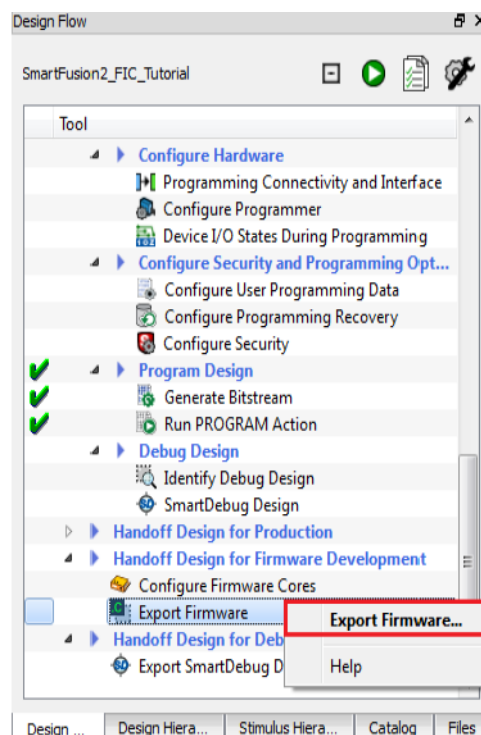 Design Flow
SmartFusion2_FIC_Tutorial
Tool
Configure Hardware
Programming Connectivity and Interface
Configure Programmer
Device I/O States During Programming
Configure Security and Programming Opt...
Configure User Programming Data
Configure Programming Recovery
Configure Security
Program Design
Generate Bitstream
Run PROGRAM Action
Debug Design
Identify Debug Design
SmartDebug Design
Handoff Design for Production
Handoff Design for Firmware Development
Configure Firmware Cores
Export Firmware
Export Firmware...
Handoff Design for Deb
Export SmartDebug D
Help
Design ... Design Hiera... Stimulus Hiera... Catalog Files